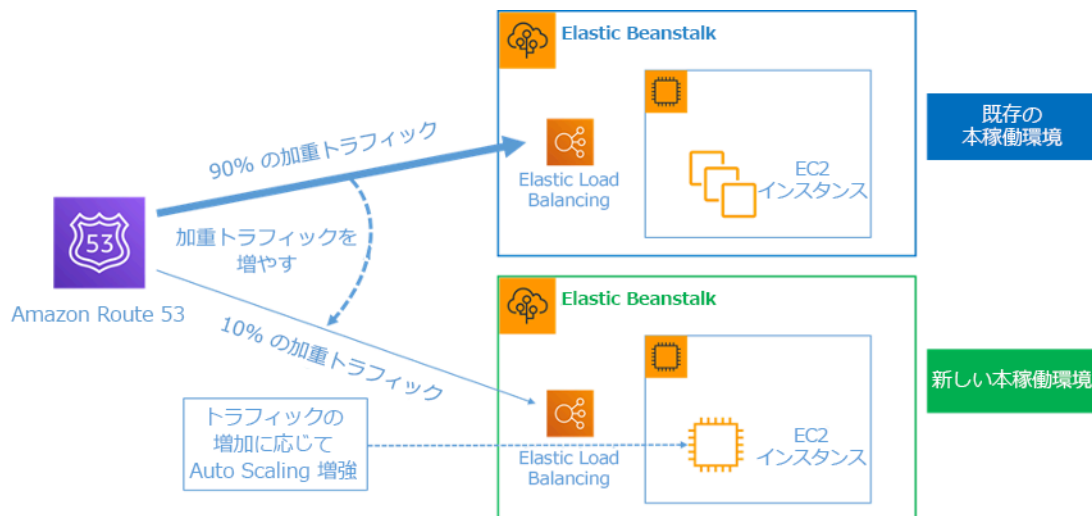 Elastic Beanstalk
90% の加重トラフィック
Elastic Load
Balancing
EC2
インスタンス
既存の
本稼働環境
53
Amazon Route 53
加重トラフィックを
増やす
10% の加重トラフィック
Elastic Beanstalk
トラフィックの
増加に応じて
Auto Scaling 増強
Elastic Load
Balancing
EC2
インスタンス
新しい本稼働環境